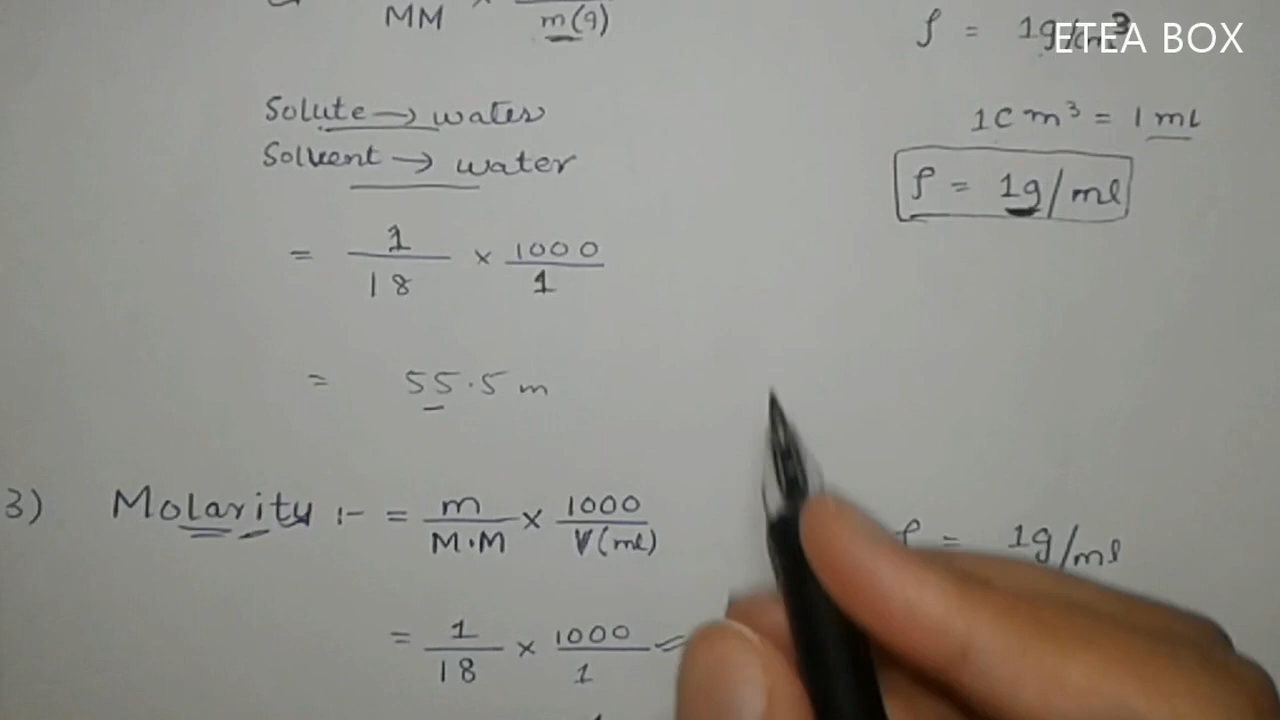 MM × m(g)
ρ = 1g/cm³
ETEA BOX
1cm³ = 1 ml
Solute → water
Solvent → water
ρ = 1g/ml
= 1/18 × 1000/1
= 55.5 m
3) Molarity :- = m/M.M × 1000/V(ml)
ρ = 1g/ml
= 1/18 × 1000/1